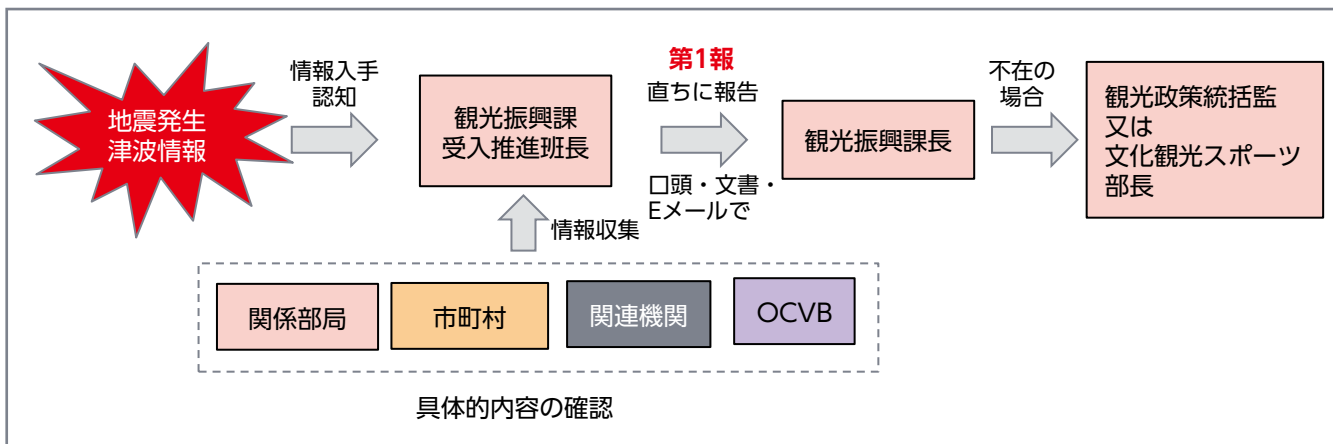 地震発生
津波情報
情報入手
認知
観光振興課
受入推進班長
第1報
直ちに報告
口頭・文書・
Eメールで
観光振興課長
不在の
場合
観光政策統括監
又は
文化観光スポーツ
部長
情報収集
関係部局
市町村
関連機関
OCVB
具体的内容の確認